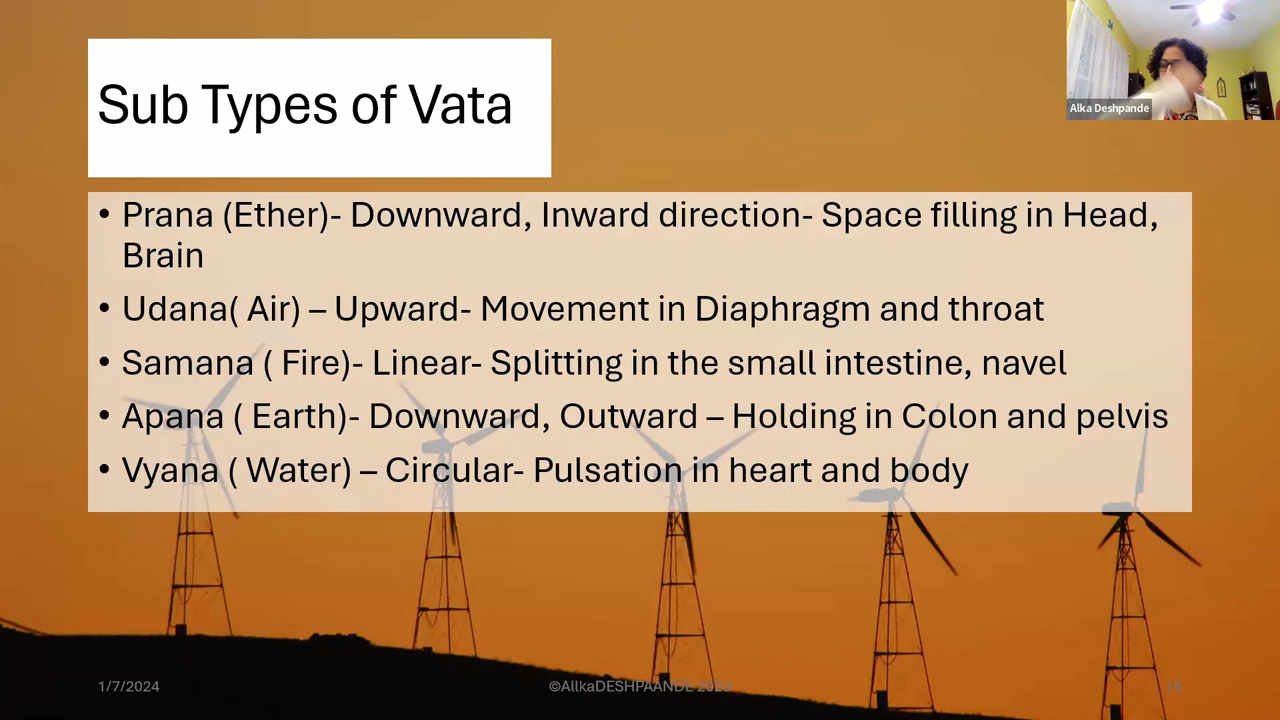 Sub Types of Vata
Alka Deshpande
• Prana (Ether)- Downward, Inward direction- Space filling in Head,
Brain
• Udana( Air) – Upward- Movement in Diaphragm and throat
• Samana ( Fire)- Linear- Splitting in the small intestine, navel
• Apana ( Earth)- Downward, Outward – Holding in Colon and pelvis
• Vyana ( Water) – Circular- Pulsation in heart and body
1/7/2024
©AllkaDESHPAANDE